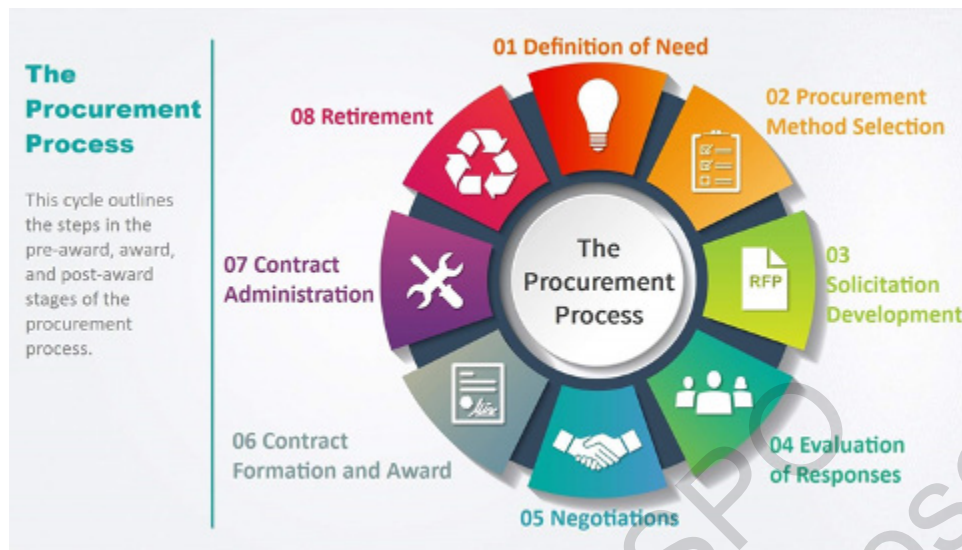 The
Procurement
Process
This cycle outlines
the steps in the
pre-award, award,
and post-award
stages of the
procurement
process.
01 Definition of Need
02 Procurement
Method Selection
03
Solicitation
Development
RFP
04 Evaluation
of Responses
05 Negotiations
06 Contract
Formation and Award
07 Contract
Administration
08 Retirement
The
Procurement
Process
SPO